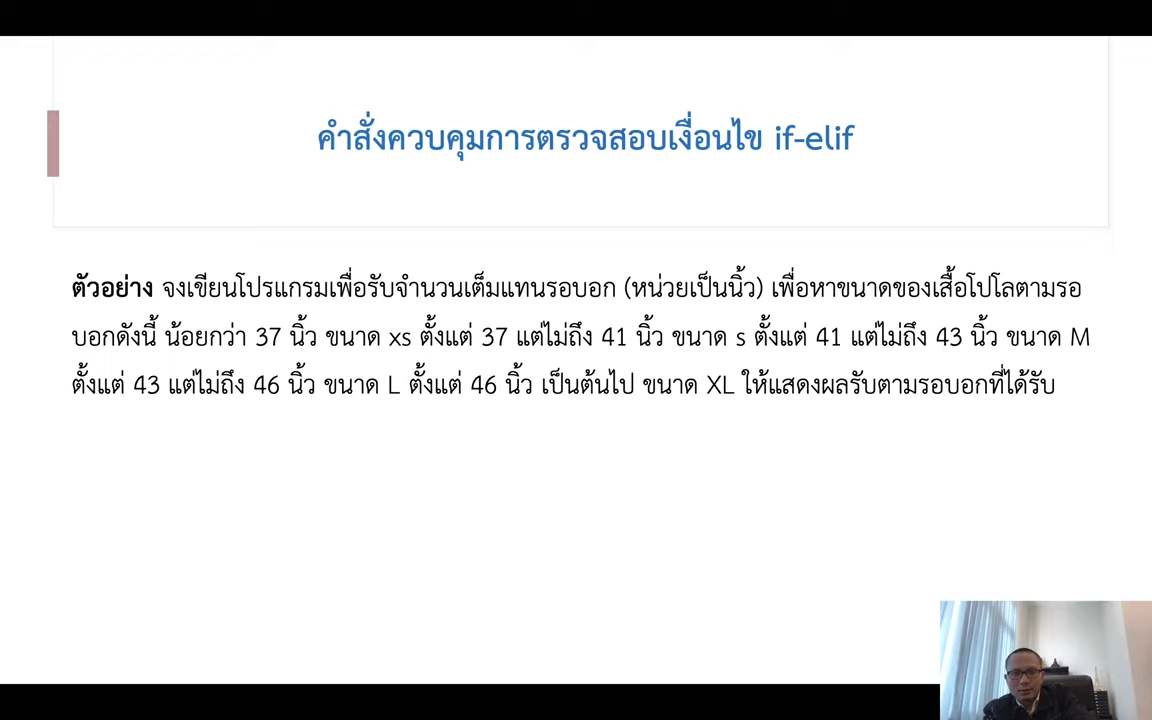 คำสั่งควบคุมการตรวจสอบเงื่อนไข if-elif
ตัวอย่าง จงเขียนโปรแกรมเพื่อรับจำนวนเต็มแทนรอบอก (หน่วยเป็นนิ้ว) เพื่อหาขนาดของเสื้อโปโลตามรอ
บอกดังนี้ น้อยกว่า 37 นิ้ว ขนาด xs ตั้งแต่ 37 แต่ไม่ถึง 41 นิ้ว ขนาด s ตั้งแต่ 41 แต่ไม่ถึง 43 นิ้ว ขนาด M
ตั้งแต่ 43 แต่ไม่ถึง 46 นิ้ว ขนาด L ตั้งแต่ 46 นิ้ว เป็นต้นไป ขนาด XL ให้แสดงผลรับตามรอบอกที่ได้รับ